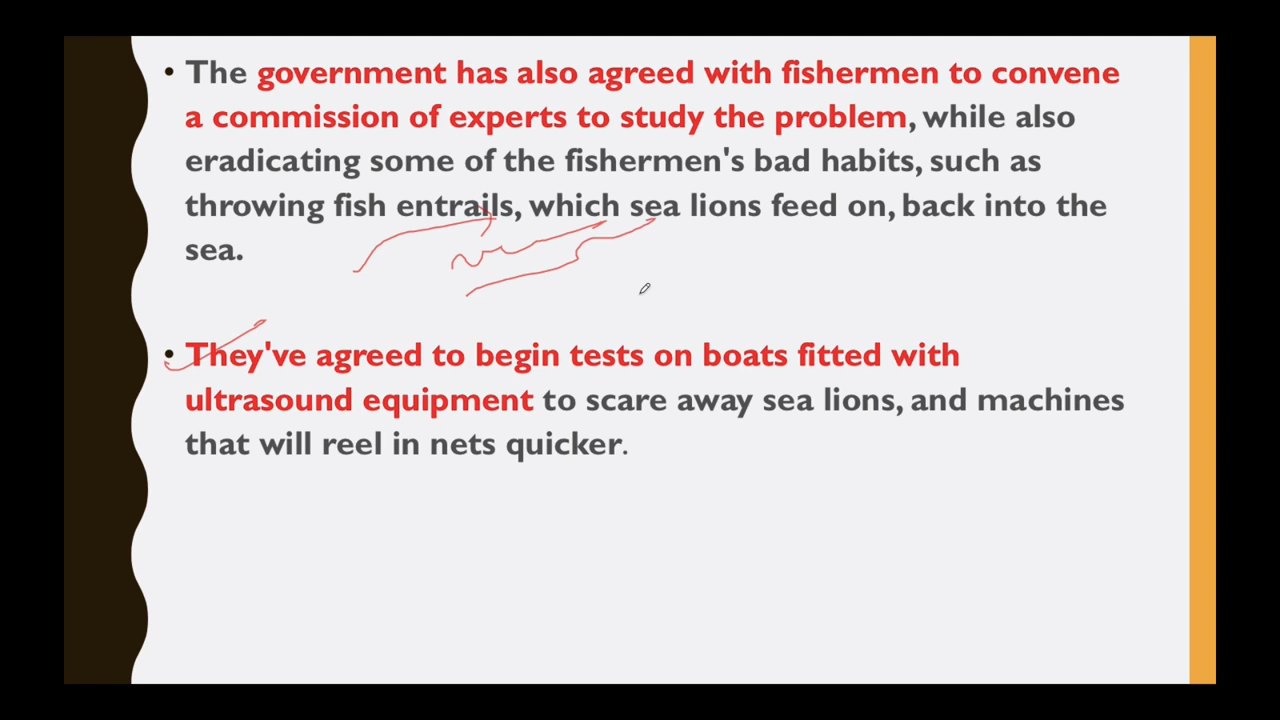 • The government has also agreed with fishermen to convene
a commission of experts to study the problem, while also
eradicating some of the fishermen's bad habits, such as
throwing fish entrails, which sea lions feed on, back into the
sea.
• They've agreed to begin tests on boats fitted with
ultrasound equipment to scare away sea lions, and machines
that will reel in nets quicker.